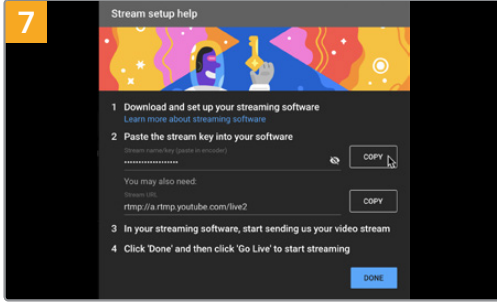 7
Stream setup help
1 Download and set up your streaming software
Learn more about streaming software
2 Paste the stream key into your software
Stream name/key (paste in encoder)
••••••••••••••••••••
COPY
You may also need:
Stream URL
rtmp://a.rtmp.youtube.com/live2
COPY
3 In your streaming software, start sending us your video stream
4 Click 'Done' and then click 'Go Live' to start streaming
DONE